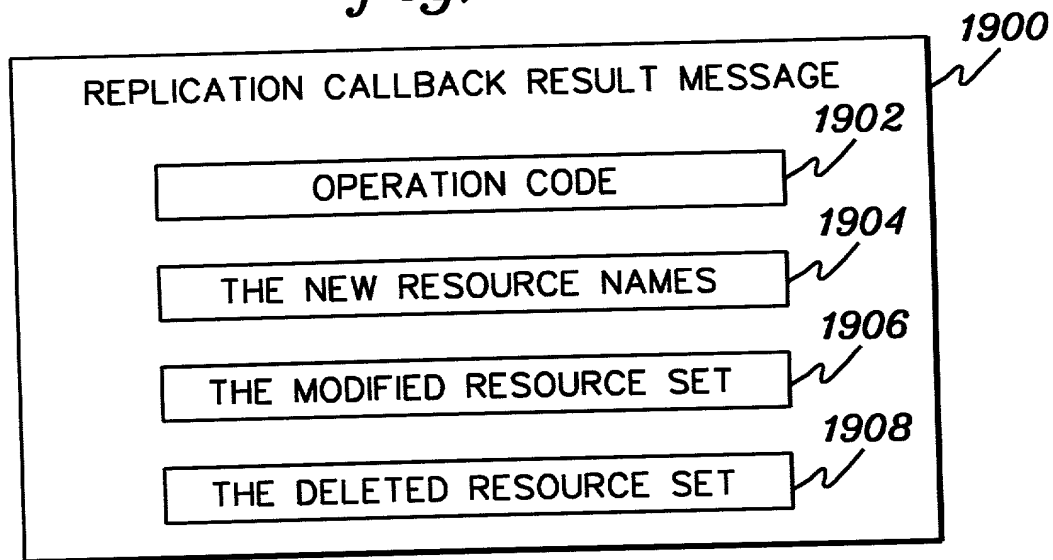 Fig.
1900
REPLICATION CALLBACK RESULT MESSAGE
1902
OPERATION CODE
1904
THE NEW RESOURCE NAMES
1906
THE MODIFIED RESOURCE SET
1908
THE DELETED RESOURCE SET